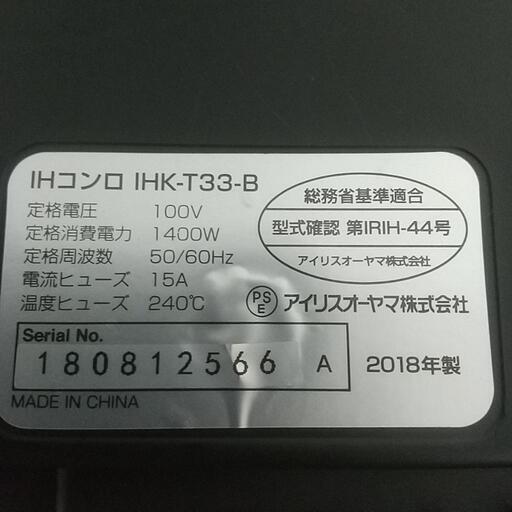 IHコンロ IHK-T33-B
定格電圧 100V
定格消費電力 1400W
定格周波数 50/60Hz
電流ヒューズ 15A
温度ヒューズ 240℃
総務省基準適合
型式確認 第IRIH-44号
アイリスオーヤマ株式会社
PS
E
アイリスオーヤマ株式会社
Serial No.
180812566 A
2018年製
MADE IN CHINA